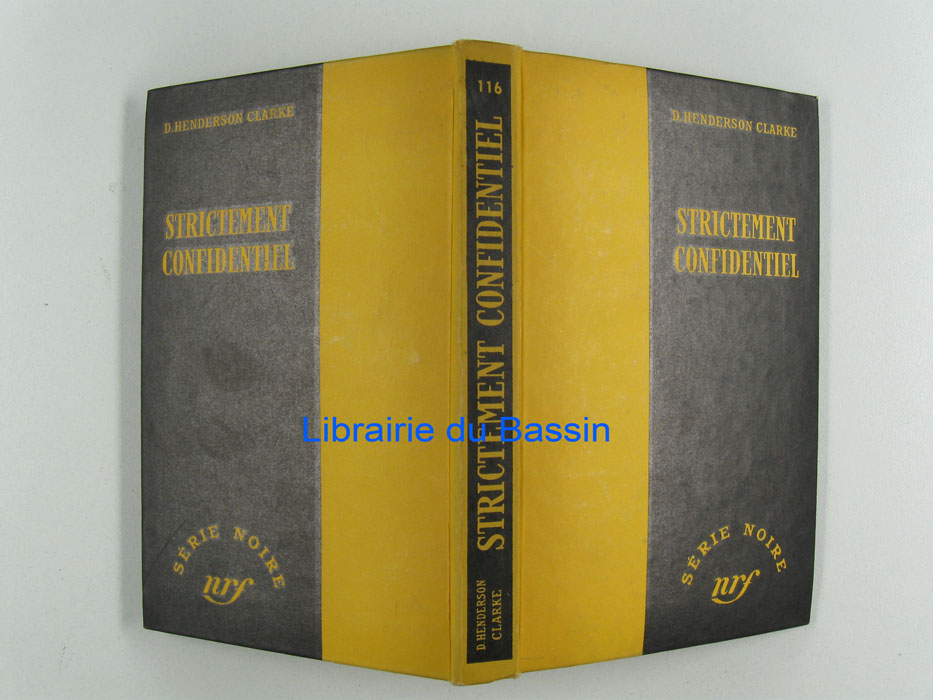 D. HENDERSON CLARKE
STRICTEMENT
CONFIDENTIEL
SÉRIE NOIRE
nrf
116
STRICTEMENT CONFIDENTIEL
D. HENDERSON
CLARKE
D. HENDERSON CLARKE
STRICTEMENT
CONFIDENTIEL
SÉRIE NOIRE
nrf
Librairie du Bassin